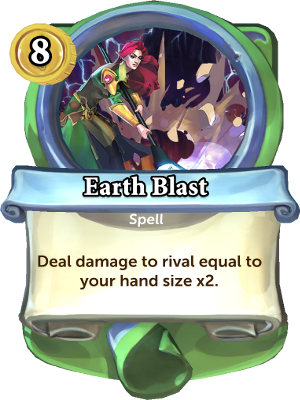 8
Earth Blast
Spell
Deal damage to rival equal to
your hand size x2.